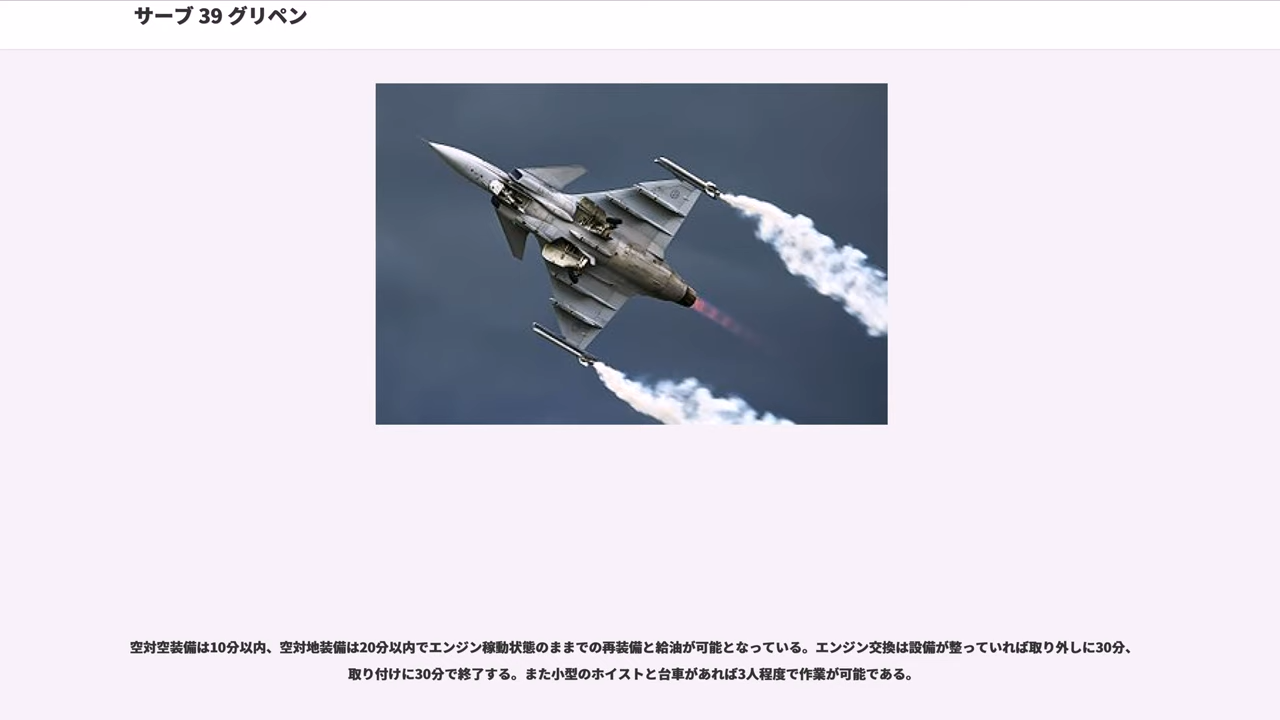 サーブ 39 グリペン
空対空装備は10分以内、空対地装備は20分以内でエンジン稼動状態のままでの再装備と給油が可能となっている。エンジン交換は設備が整っていれば取り外しに30分、
取り付けに30分で終了する。また小型のホイストと台車があれば3人程度で作業が可能である。